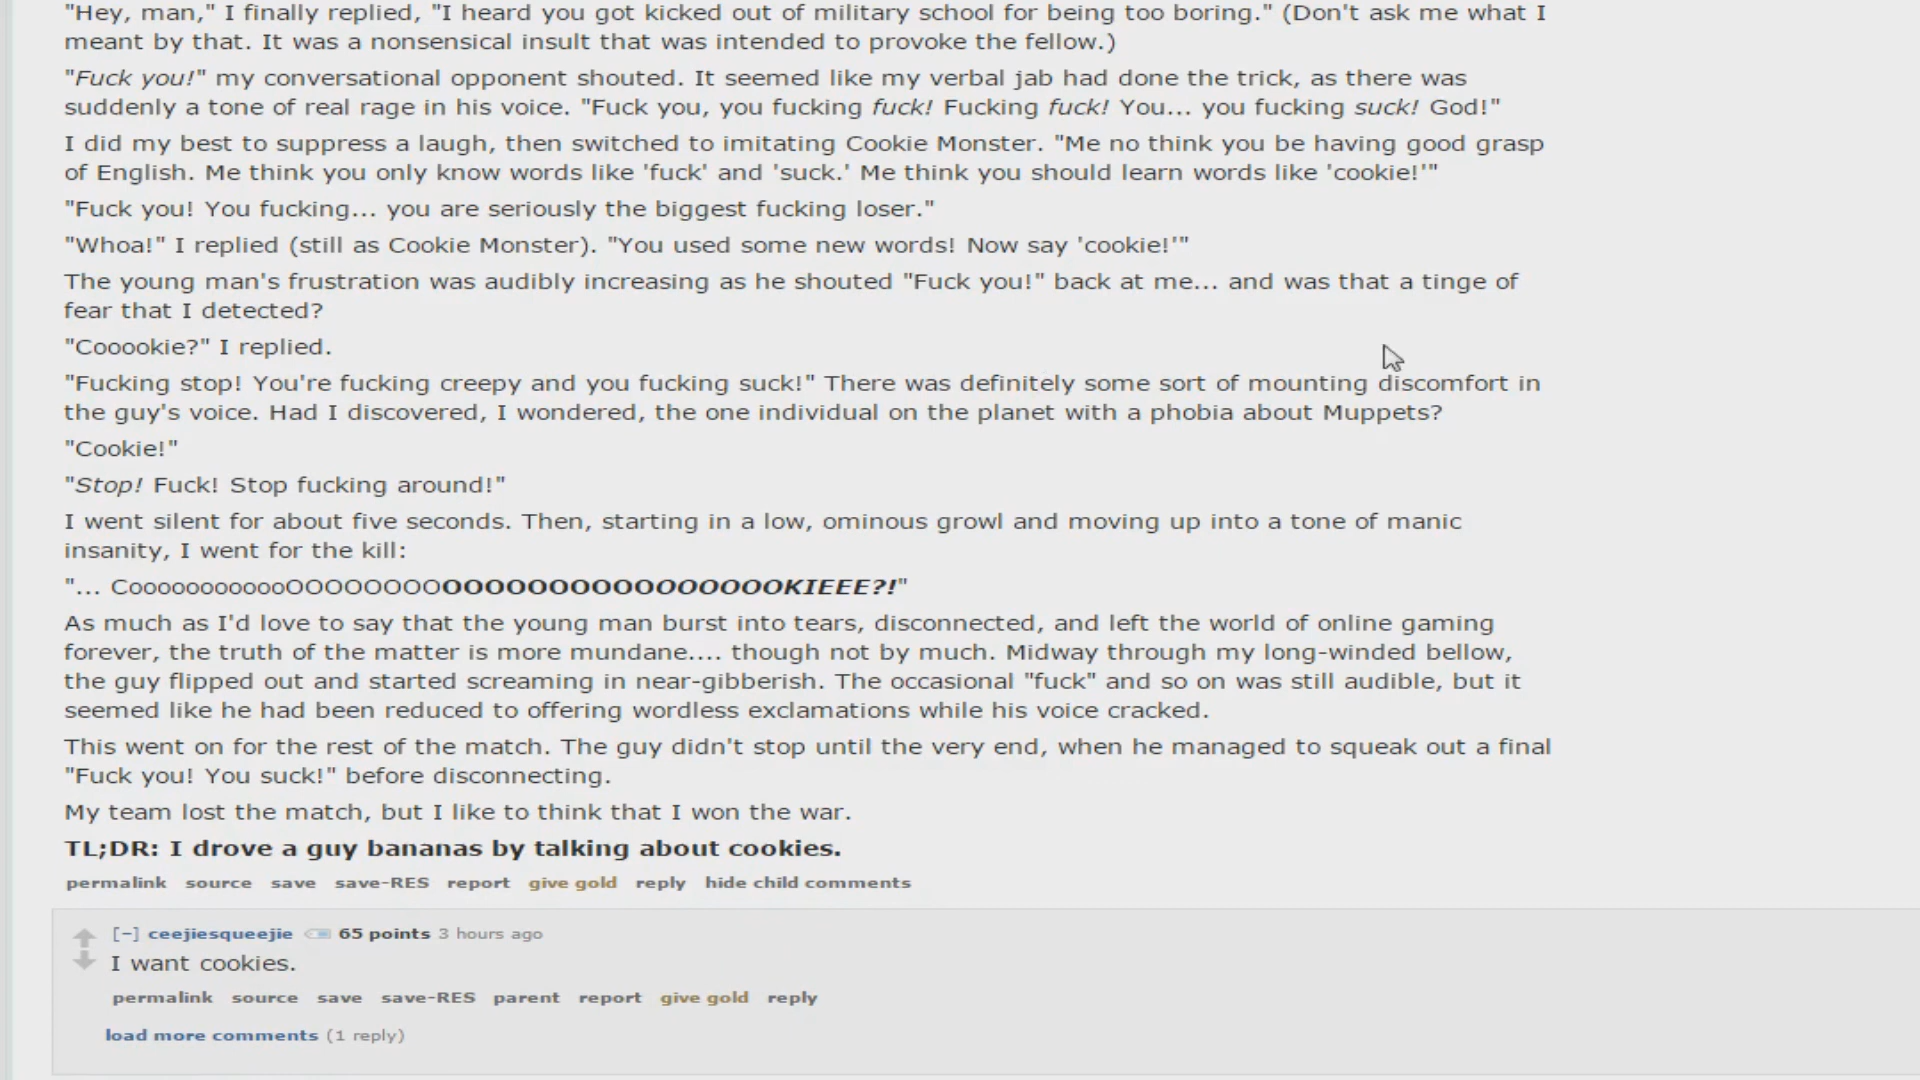 "Hey, man," I finally replied, "I heard you got kicked out of military school for being too boring." (Don't ask me what I
meant by that. It was a nonsensical insult that was intended to provoke the fellow.)
"Fuck you!" my conversational opponent shouted. It seemed like my verbal jab had done the trick, as there was
suddenly a tone of real rage in his voice. "Fuck you, you fucking fuck! Fucking fuck! You... you fucking suck! God!"
I did my best to suppress a laugh, then switched to imitating Cookie Monster. "Me no think you be having good grasp
of English. Me think you only know words like 'fuck' and 'suck.' Me think you should learn words like 'cookie!'"
"Fuck you! You fucking... you are seriously the biggest fucking loser."
"Whoa!" I replied (still as Cookie Monster). "You used some new words! Now say 'cookie!'"
The young man's frustration was audibly increasing as he shouted "Fuck you!" back at me... and was that a tinge of
fear that I detected?
"Cooookie?" I replied.
"Fucking stop! You're fucking creepy and you fucking suck!" There was definitely some sort of mounting discomfort in
the guy's voice. Had I discovered, I wondered, the one individual on the planet with a phobia about Muppets?
"Cookie!"
"Stop! Fuck! Stop fucking around!"
I went silent for about five seconds. Then, starting in a low, ominous growl and moving up into a tone of manic
insanity, I went for the kill:
"... CoooooooooooOOOOOOOOOOOOOOOOOOOOOOOOKIEEE?!"
As much as I'd love to say that the young man burst into tears, disconnected, and left the world of online gaming
forever, the truth of the matter is more mundane.... though not by much. Midway through my long-winded bellow,
the guy flipped out and started screaming in near-gibberish. The occasional "fuck" and so on was still audible, but it
seemed like he had been reduced to offering wordless exclamations while his voice cracked.
This went on for the rest of the match. The guy didn't stop until the very end, when he managed to squeak out a final
"Fuck you! You suck!" before disconnecting.
My team lost the match, but I like to think that I won the war.
TL;DR: I drove a guy bananas by talking about cookies.
permalink source save save-RES report give gold reply hide child comments
[–] ceejiesqueejie 65 points 3 hours ago
I want cookies.
permalink source save save-RES parent report give gold reply
load more comments (1 reply)